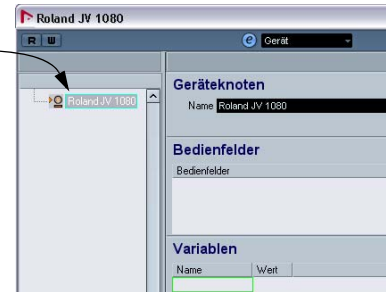 Roland JV 1080
R W
Gerät
Roland JV 1080
Geräteknoten
Name Roland JV 1080
Bedienfelder
Bedienfelder
Variablen
Name Wert